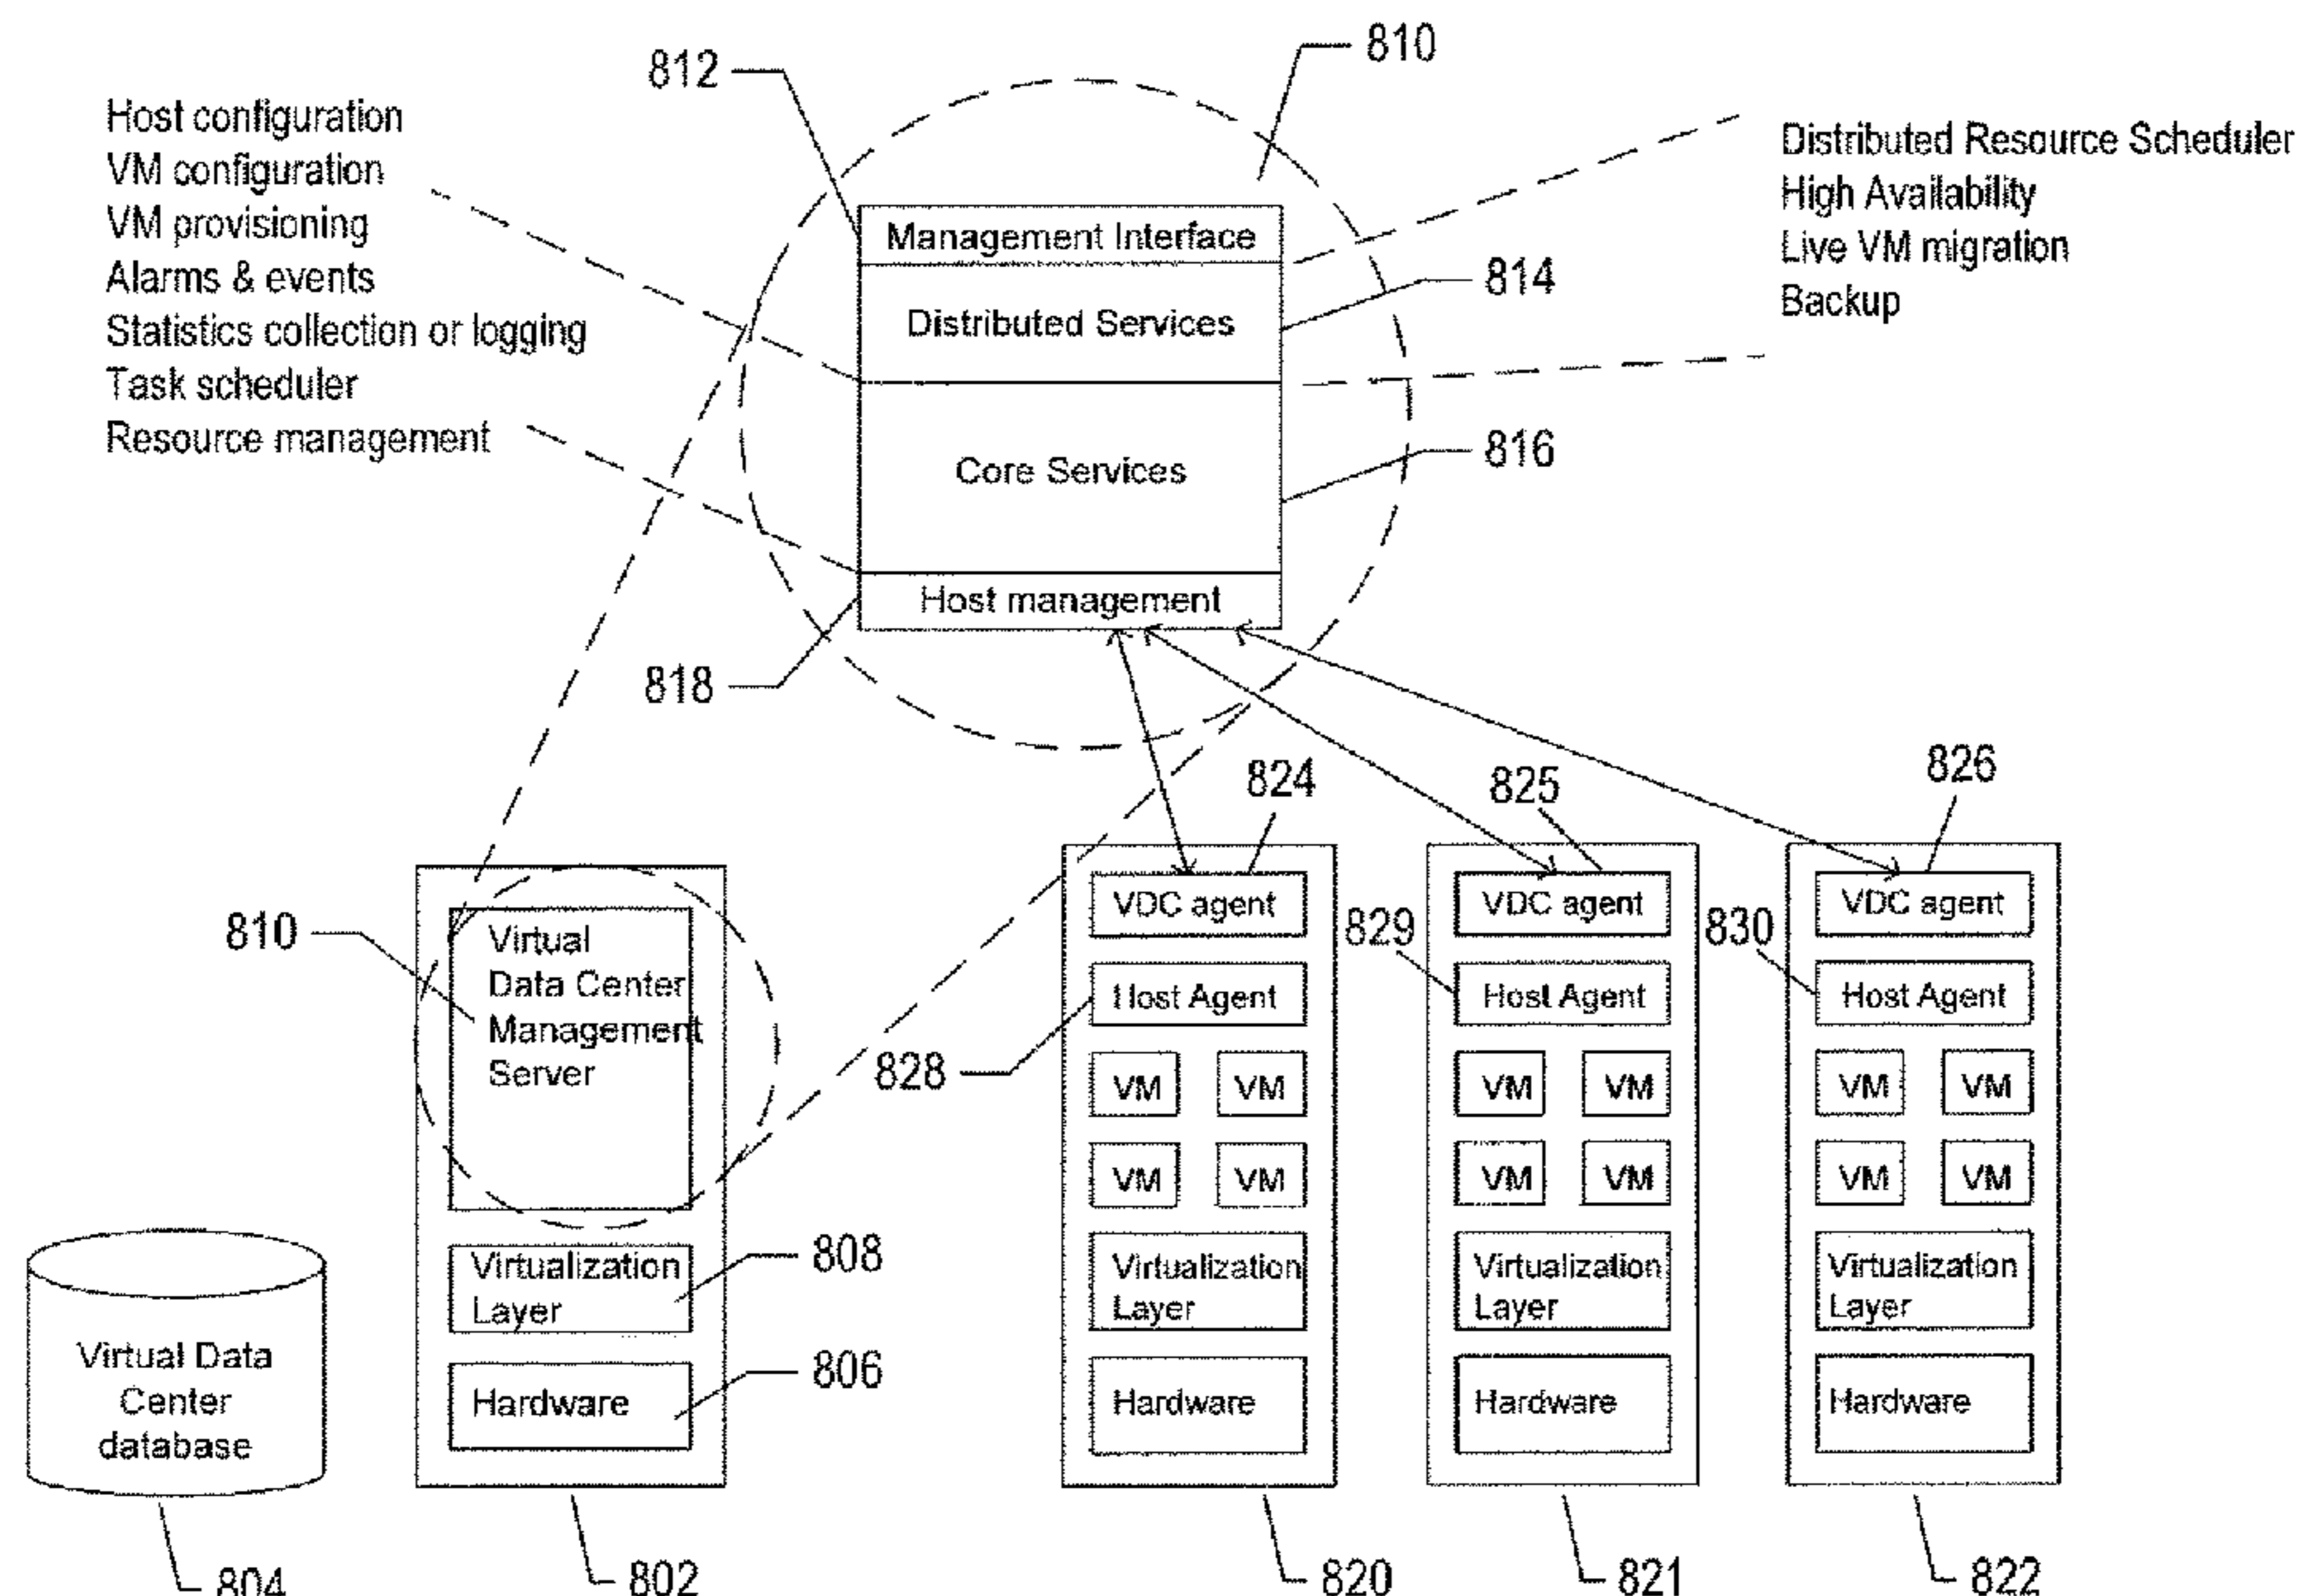 812
810
Host configuration
VM configuration
VM provisioning
Alarms & events
Statistics collection or logging
Task scheduler
Resource management
Management Interface
Distributed Services
Core Services
Host management
Distributed Resource Scheduler
High Availability
Live VM migration
Backup
814
816
818
824
825
826
810
Virtual
Data Center
Management
Server
Virtualization
Layer
808
Hardware
806
Virtual Data
Center
database
804
802
VDC agent
Host Agent
828
VM VM
VM VM
Virtualization
Layer
Hardware
820
VDC agent
829
Host Agent
VM VM
VM VM
Virtualization
Layer
Hardware
821
VDC agent
830
Host Agent
VM VM
VM VM
Virtualization
Layer
Hardware
822